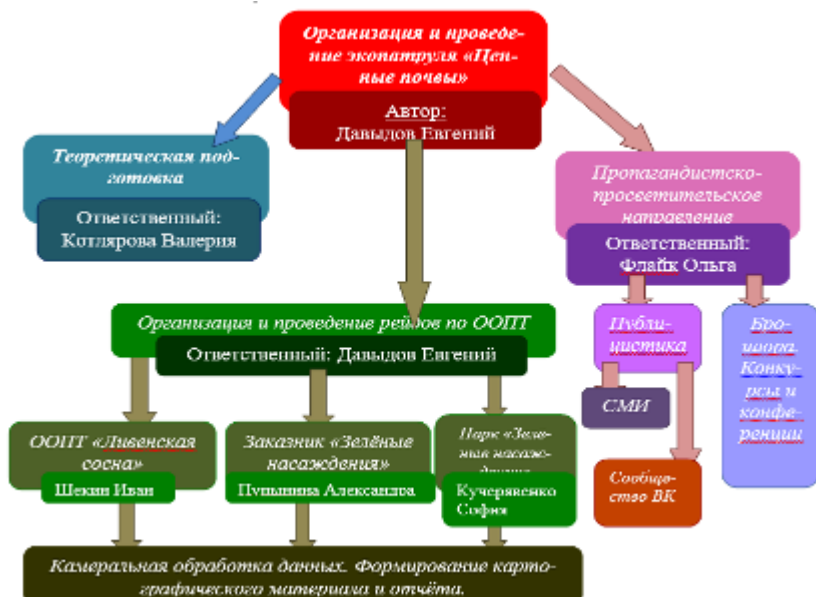 Организация и проведе-
ние экопатруля «Цен-
ные почвы»
Автор:
Давыдов Евгений
Теоретическая под-
готовка
Ответственный:
Котлярова Валерия
Пропагандистско-
просветительское
направление
Ответственный:
Флайк Ольга
Организация и проведение рейдов по ООПТ
Ответственный: Давыдов Евгений
Публи-
цистика
Бро-
шюра.
Конку-
рсы и
конфе-
ренции
СМИ
Сообще-
ство ВК
ООПТ «Ливенская
сосна»
Шекин Иван
Заказник «Зелёные
насаждения»
Александра
Парк «Зеле-
ные насаж-
дения
Кучерявенко
София
Камеральная обработка данных. Формирование карто-
графического материала и отчёта.